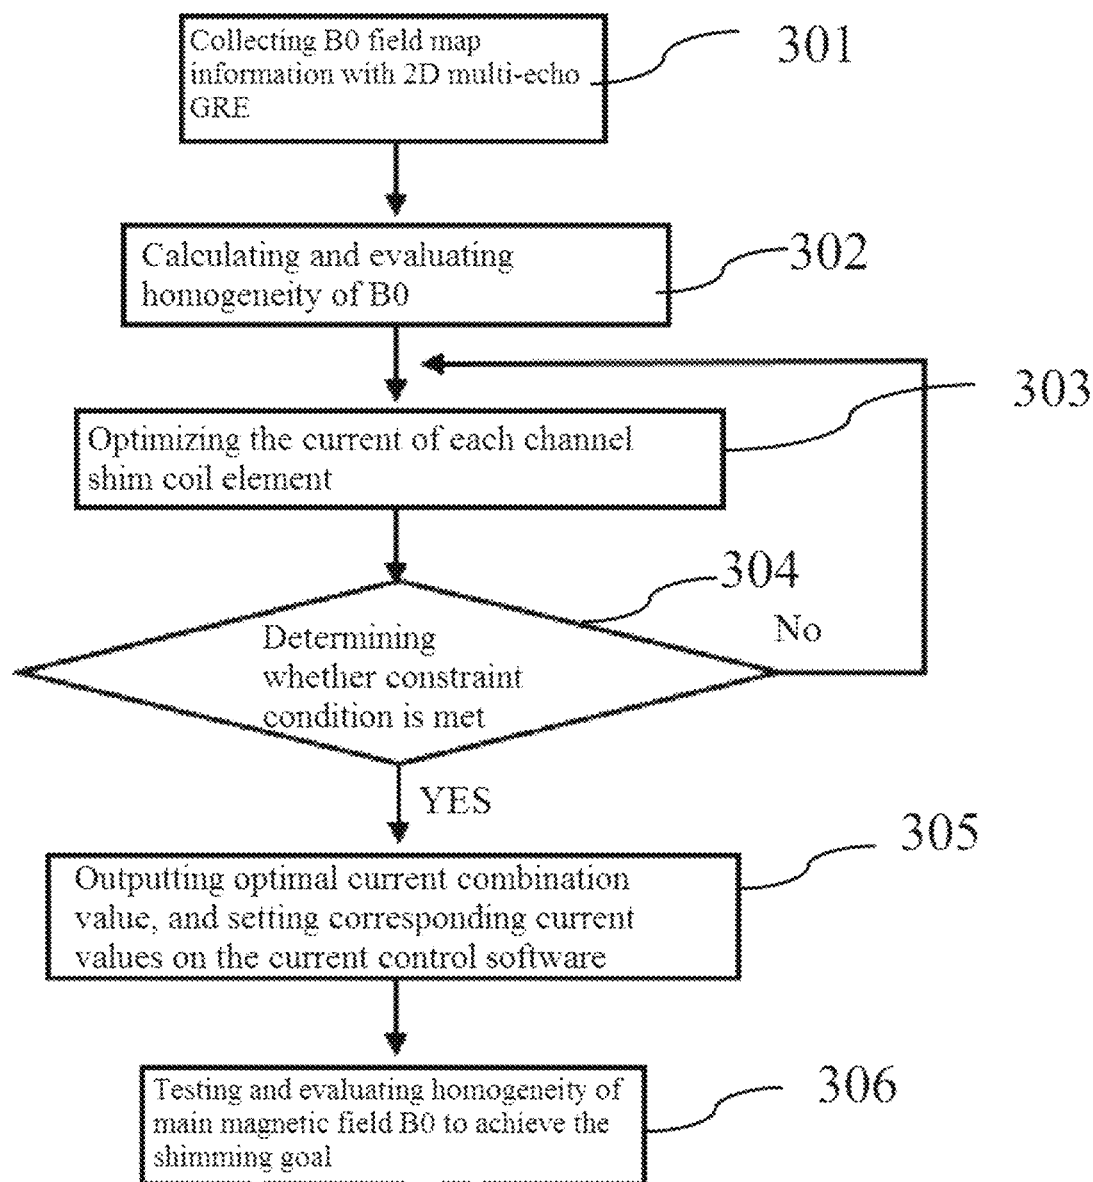 Collecting B0 field map
information with 2D multi-echo
GRE
301
Calculating and evaluating
homogeneity of B0
302
Optimizing the current of each channel
shim coil element
303
Determining
whether constraint
condition is met
304
No
YES
Outputting optimal current combination
value, and setting corresponding current
values on the current control software
305
Testing and evaluating homogeneity of
main magnetic field B0 to achieve the
shimming goal
306